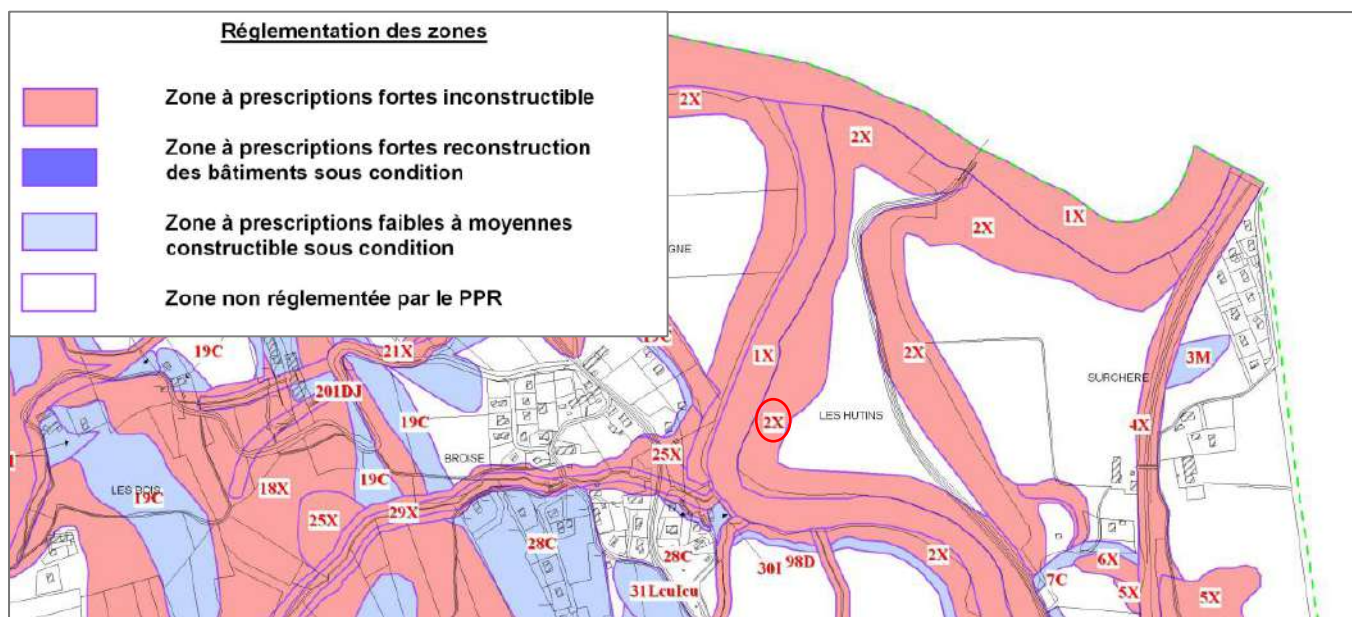 Réglementation des zones
Zone à prescriptions fortes inconstructible
Zone à prescriptions fortes reconstruction
des bâtiments sous condition
Zone à prescriptions faibles à moyennes
constructible sous condition
Zone non réglementée par le PPR
2X
2X
1X
2X
GNE
19C
21X
19C
1X
2X
3M
SURCHERE
201DJ
19C
2X
LES HUTINS
4X
BROISE
25X
LES BOIS
19C
18X
19C
29X
25X
28C
28C
30I
98D
2X
6X
7C
5X
5X
31LcuIcu